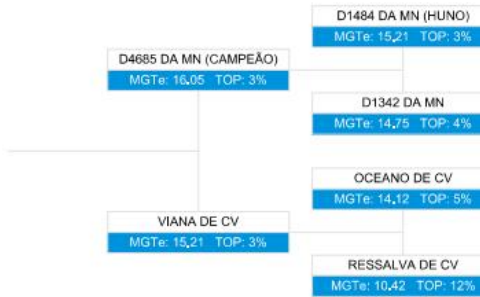 D1484 DA MN (HUNO)
MGTe: 15,21 TOP: 3%
D4685 DA MN (CAMPEÃO)
MGTe: 16,05 TOP: 3%
D1342 DA MN
MGTe: 14,75 TOP: 4%
OCEANO DE CV
MGTe: 14,12 TOP: 5%
VIANA DE CV
MGTe: 15,21 TOP: 3%
RESSALVA DE CV
MGTe: 10,42 TOP: 12%